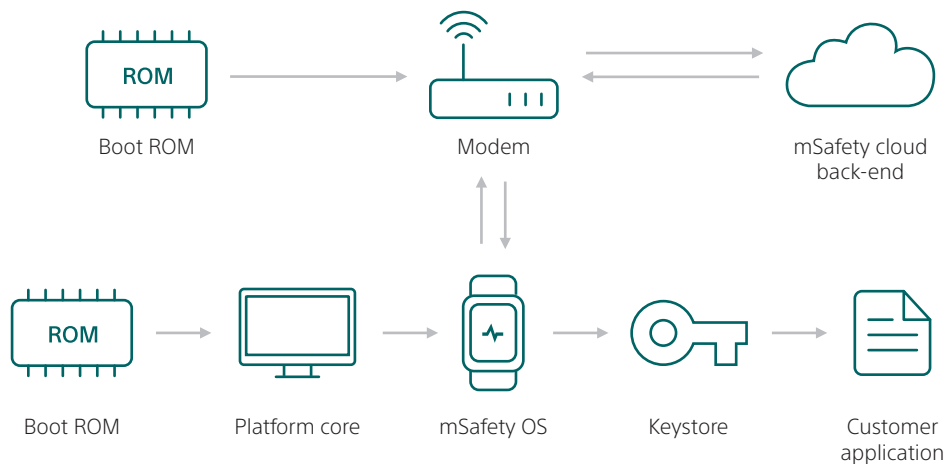 ROM
Boot ROM
Modem
mSafety cloud
back-end
ROM
Boot ROM
Platform core
mSafety OS
Keystore
Customer
application